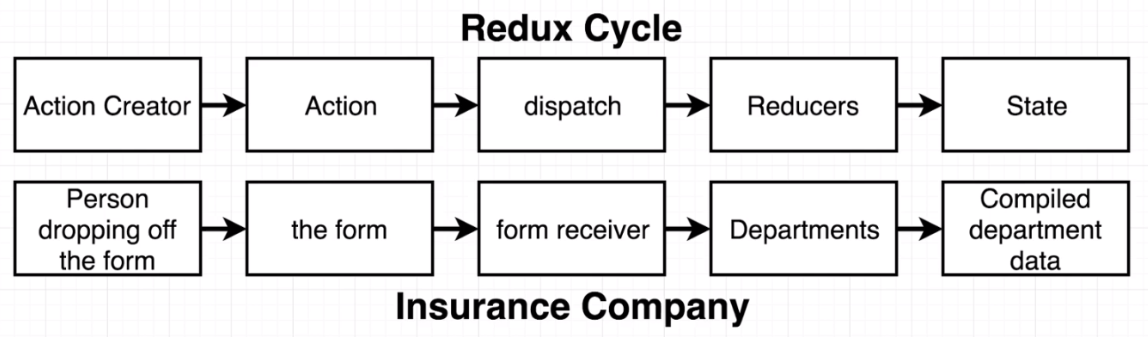 Redux Cycle
Action Creator
Action
dispatch
Reducers
State
Person
dropping off
the form
the form
form receiver
Departments
Compiled
department
data
Insurance Company